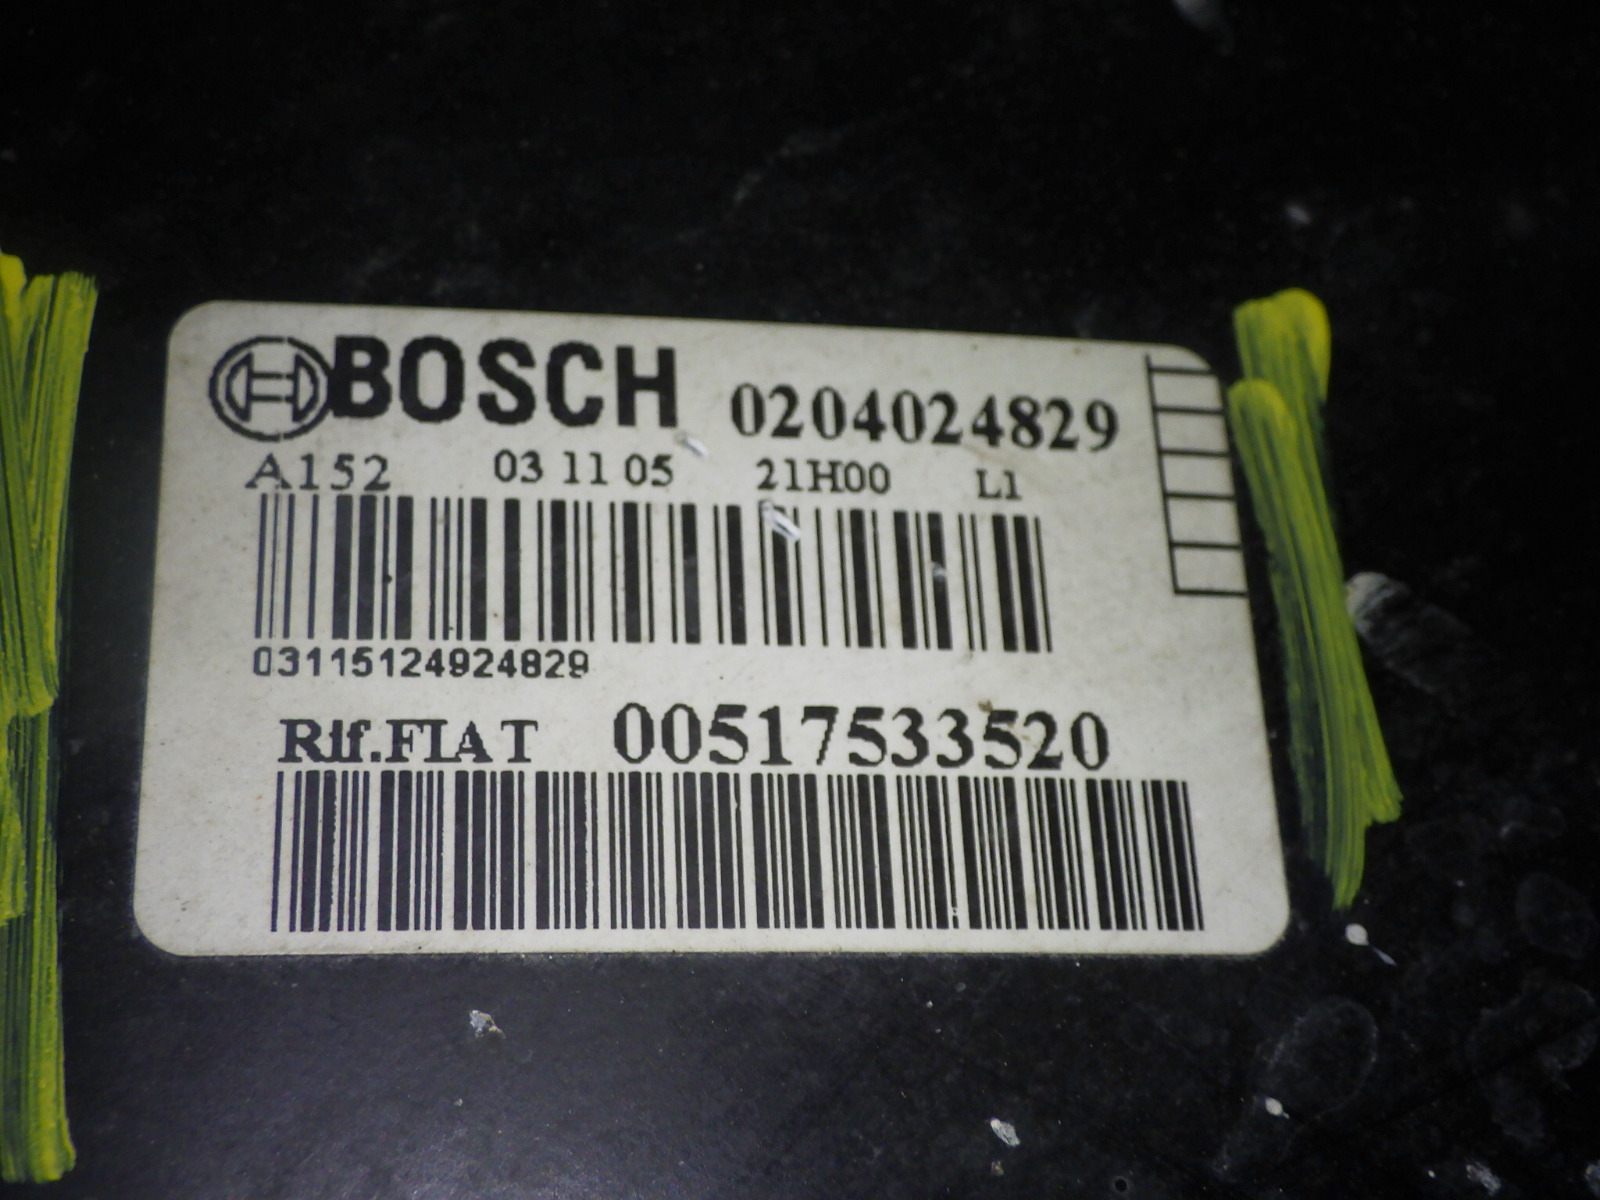 BOSCH 0204024829
A152 03 11 05 21H00 L1
03115124924829
Rif.FIAT 00517533520